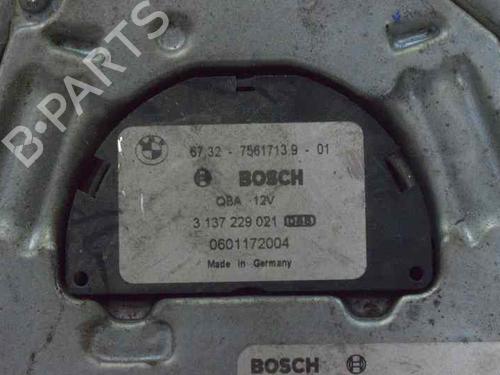 B-PARTS
67.32 - 7561713.9 - 01
BOSCH
QBA 12V
3 137 229 021
0601172004
Made in Germany
BOSCH